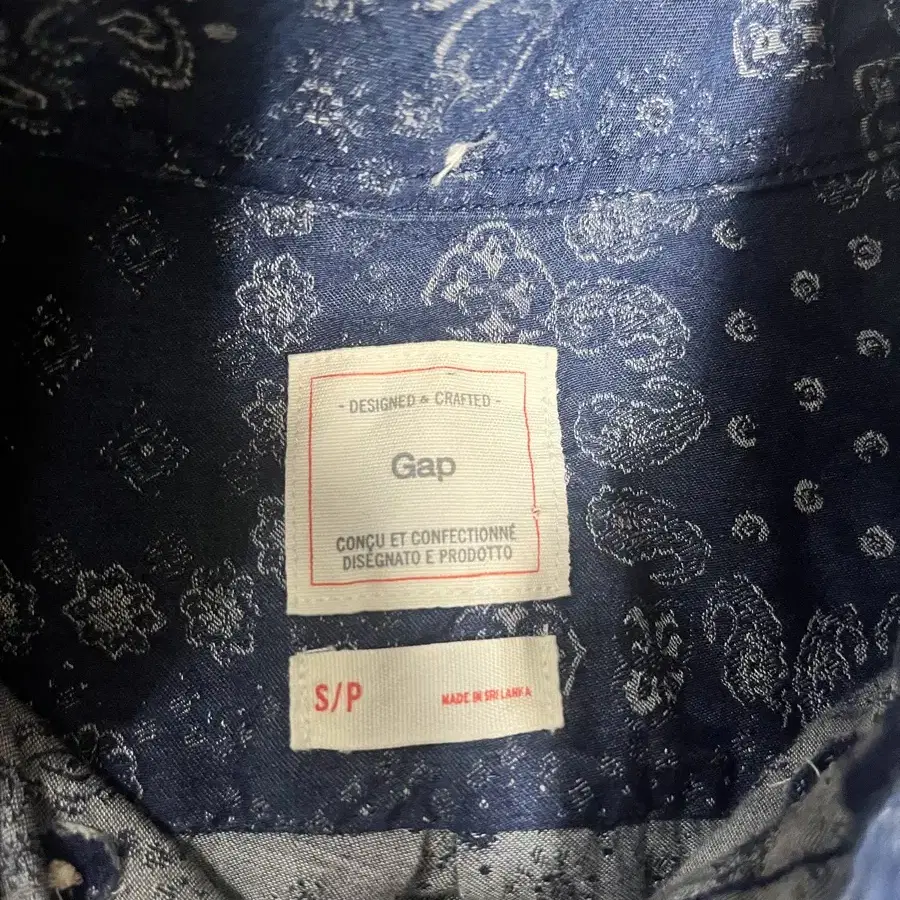 - DESIGNED & CRAFTED -
Gap
CONÇU ET CONFECTIONNÉ
DISEGNATO E PRODOTTO
S/P
MADE IN SRI LANKA